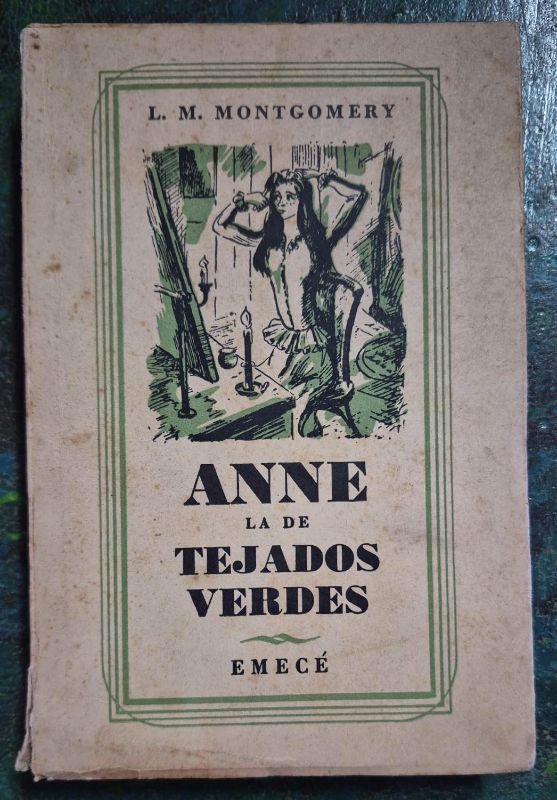 L. M. MONTGOMERY
ANNE
LA DE
TEJADOS
VERDES
EMECÉ